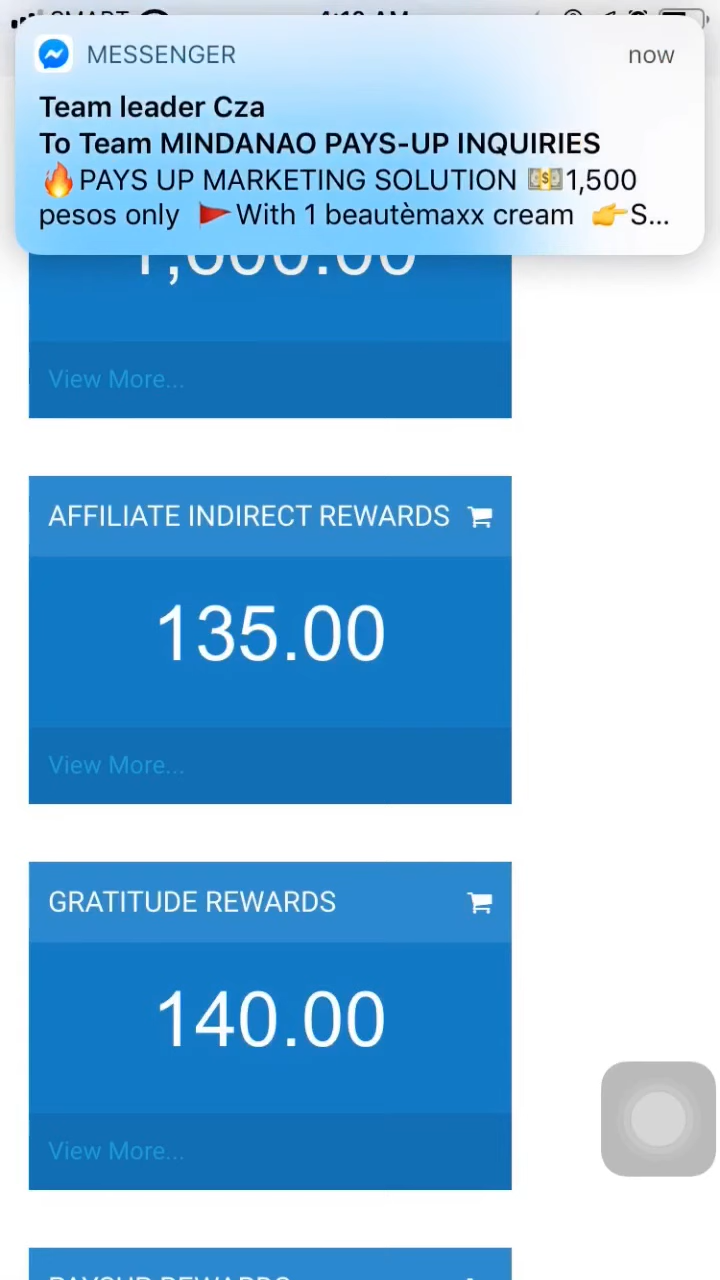 MESSENGER
now
Team leader Cza
To Team MINDANAO PAYS-UP INQUIRIES
🔥PAYS UP MARKETING SOLUTION 💵1,500
pesos only 🚩With 1 beautèmaxx cream 👉S...
View More...
AFFILIATE INDIRECT REWARDS
135.00
View More...
GRATITUDE REWARDS
140.00
View More...